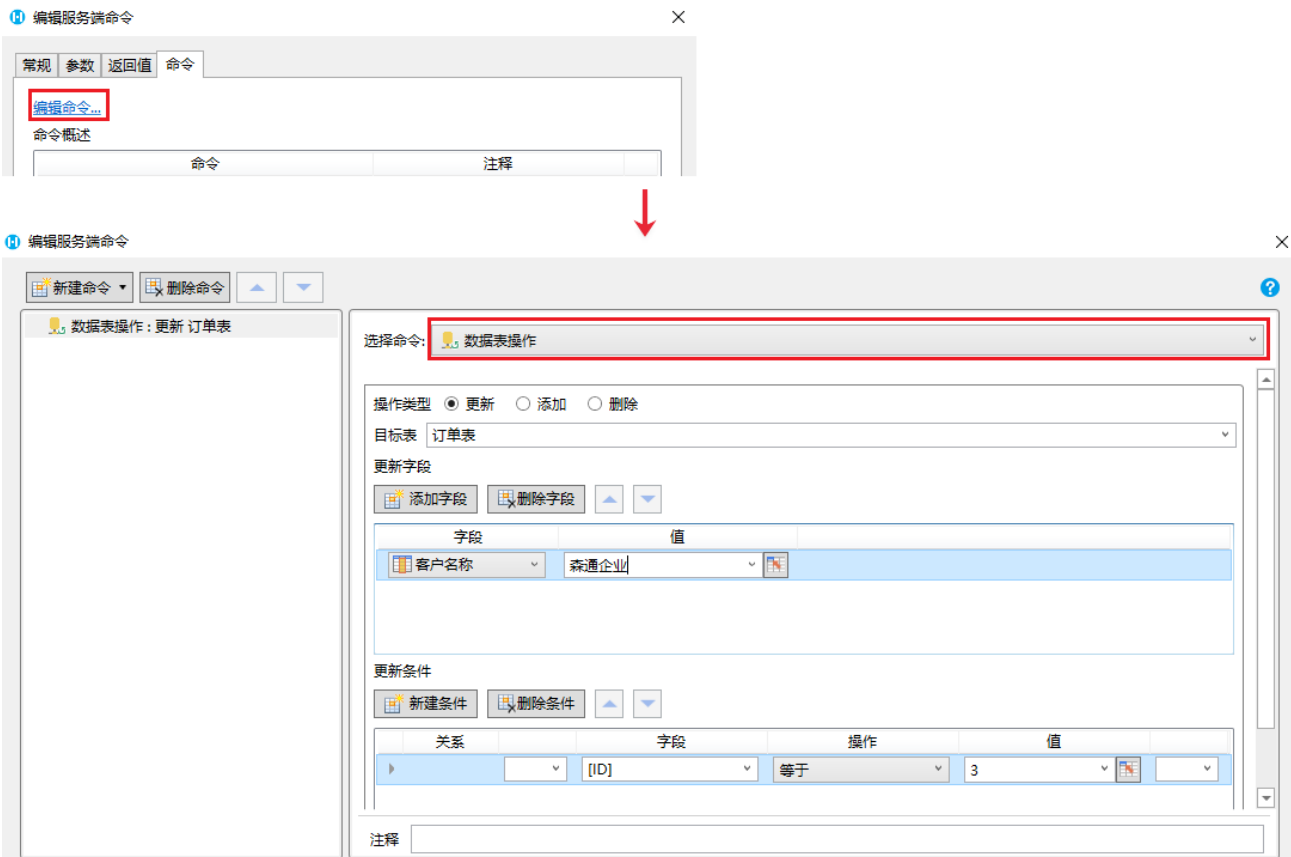 编辑服务端命令
常规 参数 返回值 命令
编辑命令...
命令概述
命令 注释
编辑服务端命令
新建命令 删除命令
数据表操作 : 更新 订单表
选择命令: 数据表操作
操作类型 更新 添加 删除
目标表 订单表
更新字段
添加字段 删除字段
字段 值
客户名称 森通企业
更新条件
新建条件 删除条件
关系 字段 操作 值
[ID] 等于 3
注释